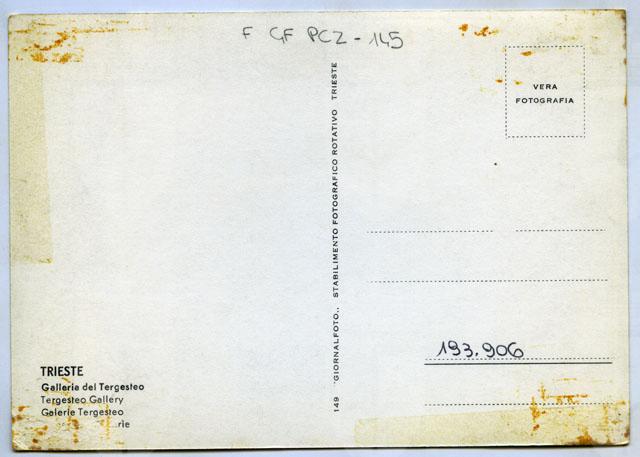 F GF PCZ - 145
VERA
FOTOGRAFIA
149 "GIORNALFOTO,, STABILIMENTO FOTOGRAFICO ROTATIVO TRIESTE
193.906
TRIESTE
Galleria del Tergesteo
Tergesteo Gallery
Galerie Tergesteo